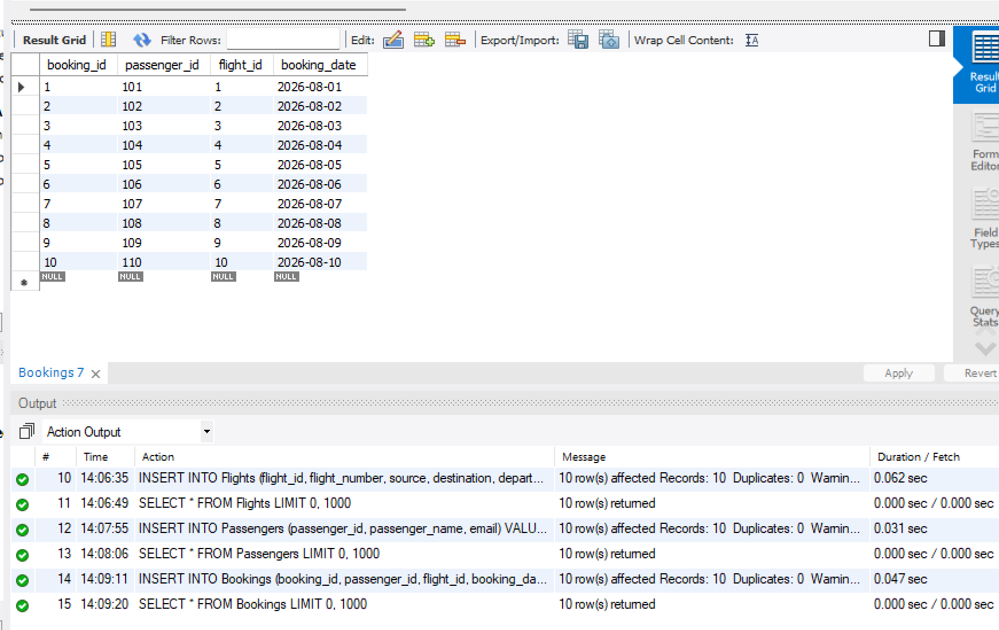 Result Grid Filter Rows: Edit: Export/Import: Wrap Cell Content:
booking_id passenger_id flight_id booking_date
1 101 1 2026-08-01
2 102 2 2026-08-02
3 103 3 2026-08-03
4 104 4 2026-08-04
5 105 5 2026-08-05
6 106 6 2026-08-06
7 107 7 2026-08-07
8 108 8 2026-08-08
9 109 9 2026-08-09
10 110 10 2026-08-10
NULL NULL NULL NULL
Result
Grid
Form
Editor
Field
Types
Query
Stats
Bookings 7
Apply Revert
Output
Action Output
# Time Action Message Duration / Fetch
10 14:06:35 INSERT INTO Flights (flight_id, flight_number, source, destination, depart... 10 row(s) affected Records: 10 Duplicates: 0 Warnin... 0.062 sec
11 14:06:49 SELECT * FROM Flights LIMIT 0, 1000 10 row(s) returned 0.000 sec / 0.000 sec
12 14:07:55 INSERT INTO Passengers (passenger_id, passenger_name, email) VALU... 10 row(s) affected Records: 10 Duplicates: 0 Warnin... 0.031 sec
13 14:08:06 SELECT * FROM Passengers LIMIT 0, 1000 10 row(s) returned 0.000 sec / 0.000 sec
14 14:09:11 INSERT INTO Bookings (booking_id, passenger_id, flight_id, booking_da... 10 row(s) affected Records: 10 Duplicates: 0 Warnin... 0.047 sec
15 14:09:20 SELECT * FROM Bookings LIMIT 0, 1000 10 row(s) returned 0.000 sec / 0.000 sec